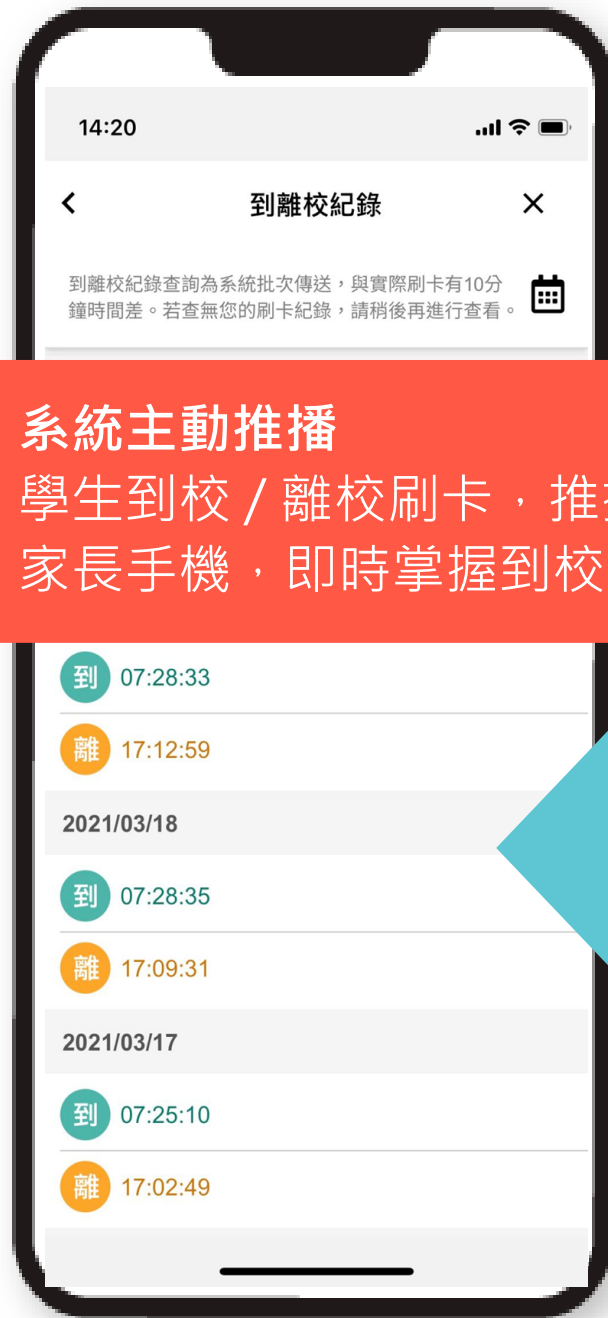 14:20
到離校紀錄
到離校紀錄查詢為系統批次傳送，與實際刷卡有10分
鐘時間差。若查無您的刷卡紀錄，請稍後再進行查看。
系統主動推播
學生到校 / 離校刷卡，推
家長手機，即時掌握到校
到 07:28:33
離 17:12:59
2021/03/18
到 07:28:35
離 17:09:31
2021/03/17
到 07:25:10
離 17:02:49